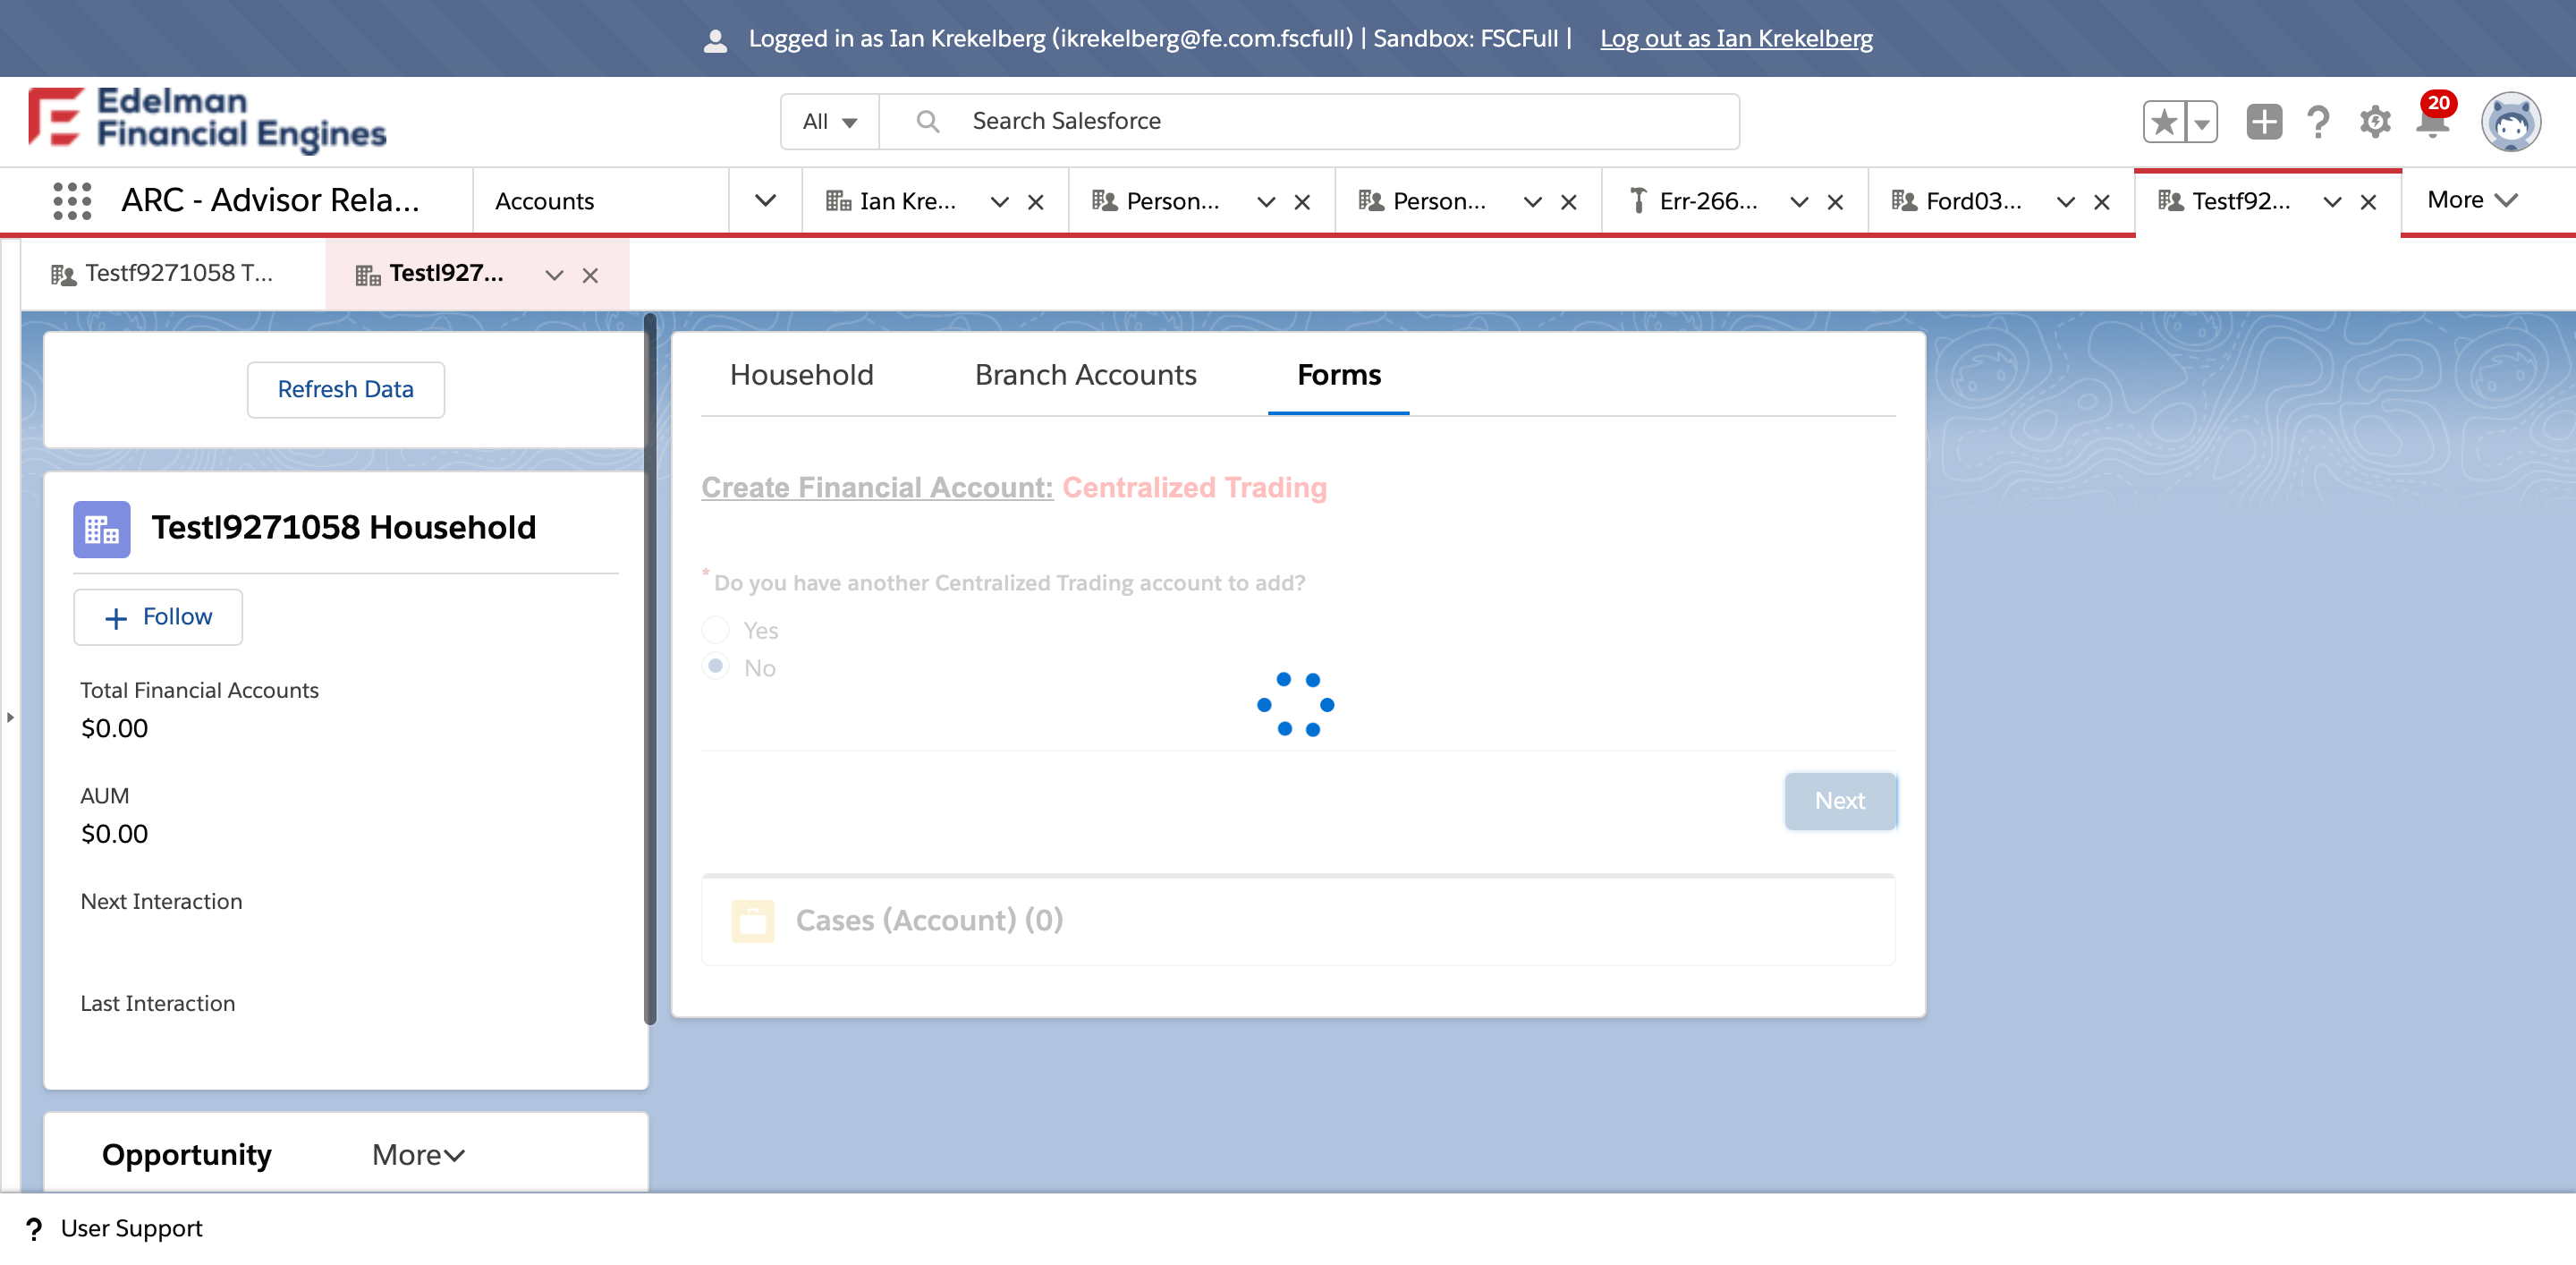 Logged in as Ian Krekelberg (ikrekelberg@fe.com.fscfull) | Sandbox: FSCFull | Log out as Ian Krekelberg
Edelman
Financial Engines
All
Search Salesforce
20
ARC - Advisor Rela...
Accounts
Ian Kre...
Person...
Person...
Err-266...
Ford03...
Testf92...
More
Testf9271058 T...
Testl927...
Refresh Data
Household
Branch Accounts
Forms
Create Financial Account: Centralized Trading
Testl9271058 Household
Follow
* Do you have another Centralized Trading account to add?
Yes
No
Total Financial Accounts
$0.00
Next
AUM
$0.00
Next Interaction
Cases (Account) (0)
Last Interaction
Opportunity
More
? User Support